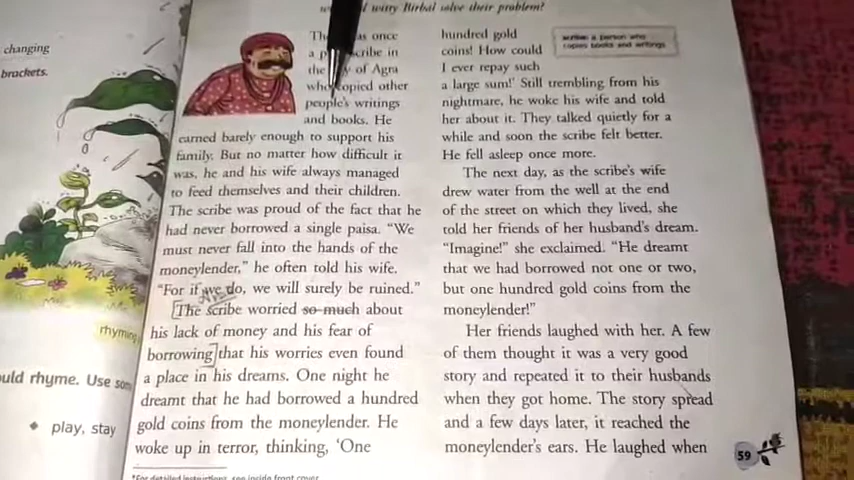 changing
brackets.
rhyming
ould rhyme. Use som
play, stay
witty Birbal solve their problem?
as once
cribe in
the of Agra
who copied other
people's writings
and books. He
earned barely enough to support his
family. But no matter how difficult it
was, he and his wife always managed
to feed themselves and their children.
The scribe was proud of the fact that he
had never borrowed a single paisa. "We
must never fall into the hands of the
moneylender," he often told his wife.
"For if we do, we will surely be ruined."
The scribe worried so much about
his lack of money and his fear of
borrowing that his worries even found
a place in his dreams. One night he
dreamt that he had borrowed a hundred
gold coins from the moneylender. He
woke up in terror, thinking, 'One
*For detailed instructions, see inside front cover
hundred gold
coins! How could
I ever repay such
a large sum!' Still trembling from his
nightmare, he woke his wife and told
her about it. They talked quietly for a
while and soon the scribe felt better.
He fell asleep once more.
The next day, as the scribe's wife
drew water from the well at the end
of the street on which they lived, she
told her friends of her husband's dream.
"Imagine!" she exclaimed. "He dreamt
that we had borrowed not one or two,
but one hundred gold coins from the
moneylender!"
Her friends laughed with her. A few
of them thought it was a very good
story and repeated it to their husbands
when they got home. The story spread
and a few days later, it reached the
moneylender's ears. He laughed when
scribe: a person who
copies books and writings
59